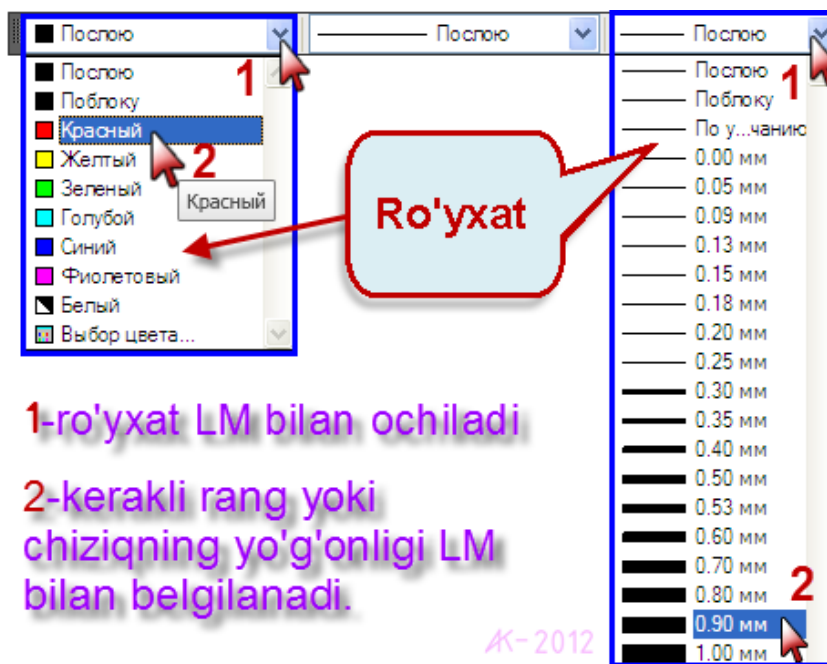 Послою
Послою
Послою
Послою
Поблоку
Красный
Желтый
Зеленый
Голубой
Синий
Фиолетовый
Белый
Выбор цвета...
1
2
Красный
Ro'yxat
Послою
Поблоку
По у...чанию
0.00 мм
0.05 мм
0.09 мм
0.13 мм
0.15 мм
0.18 мм
0.20 мм
0.25 мм
0.30 мм
0.35 мм
0.40 мм
0.50 мм
0.53 мм
0.60 мм
0.70 мм
0.80 мм
0.90 мм
1.00 мм
1
2
1-ro'yxat LM bilan ochiladi
2-kerakli rang yoki
chiziqning yo'g'onligi LM
bilan belgilanadi.
AK-2012